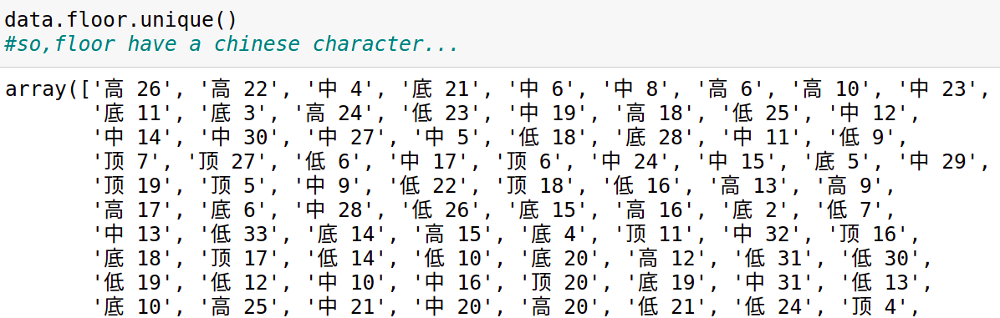 data.floor.unique()
#so,floor have a chinese character...
array(['高 26', '高 22', '中 4', '底 21', '中 6', '中 8', '高 6', '高 10', '中 23',
'底 11', '底 3', '高 24', '低 23', '中 19', '高 18', '低 25', '中 12',
'中 14', '中 30', '中 27', '中 5', '低 18', '底 28', '中 11', '低 9',
'顶 7', '顶 27', '低 6', '中 17', '顶 6', '中 24', '中 15', '底 5', '中 29',
'顶 19', '顶 5', '中 9', '低 22', '顶 18', '低 16', '高 13', '高 9',
'高 17', '底 6', '中 28', '低 26', '底 15', '高 16', '底 2', '低 7',
'中 13', '低 33', '底 14', '高 15', '底 4', '顶 11', '中 32', '顶 16',
'底 18', '顶 17', '低 14', '低 10', '底 20', '高 12', '低 31', '低 30',
'低 19', '低 12', '中 10', '中 16', '顶 20', '底 19', '中 31', '低 13',
'底 10', '高 25', '中 21', '中 20', '高 20', '低 21', '低 24', '顶 4',